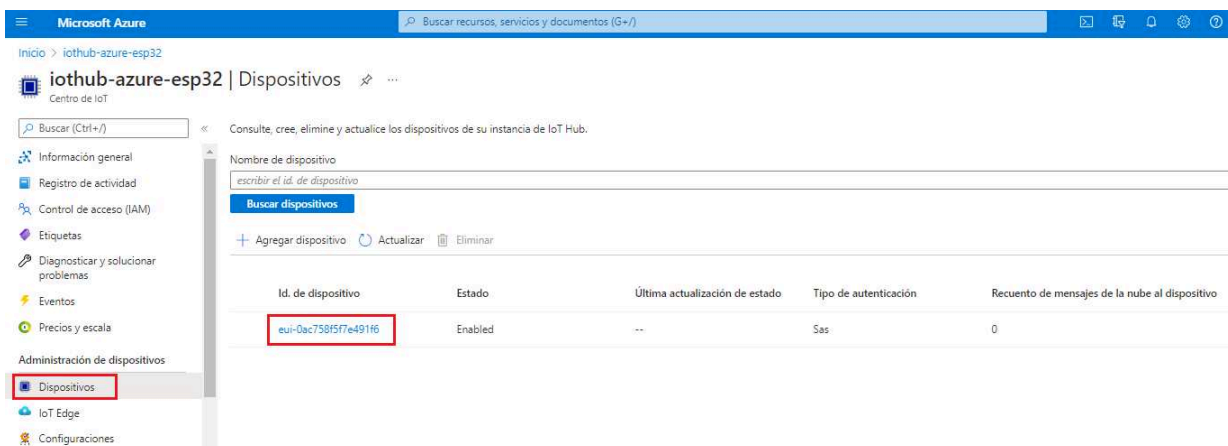 Microsoft Azure
Buscar recursos, servicios y documentos (G+/)
Inicio > iothub-azure-esp32
iothub-azure-esp32 | Dispositivos
Centro de IoT
Buscar (Ctrl+/)
Consulte, cree, elimine y actualice los dispositivos de su instancia de IoT Hub.
Información general
Registro de actividad
Control de acceso (IAM)
Etiquetas
Diagnosticar y solucionar
problemas
Eventos
Precios y escala
Administración de dispositivos
Dispositivos
IoT Edge
Configuraciones
Nombre de dispositivo
escribir el id. de dispositivo
Buscar dispositivos
Agregar dispositivo Actualizar Eliminar
Id. de dispositivo Estado Última actualización de estado Tipo de autenticación Recuento de mensajes de la nube al dispositivo
eui-0ac758f5f7e491f6 Enabled -- Sas 0